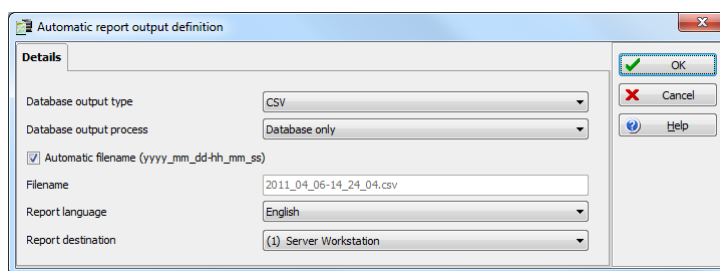 Automatic report output definition
Details
Database output type CSV
Database output process Database only
Automatic filename (yyyy_mm_dd-hh_mm_ss)
Filename 2011_04_06-14_24_04.csv
Report language English
Report destination (1) Server Workstation
OK
Cancel
Help